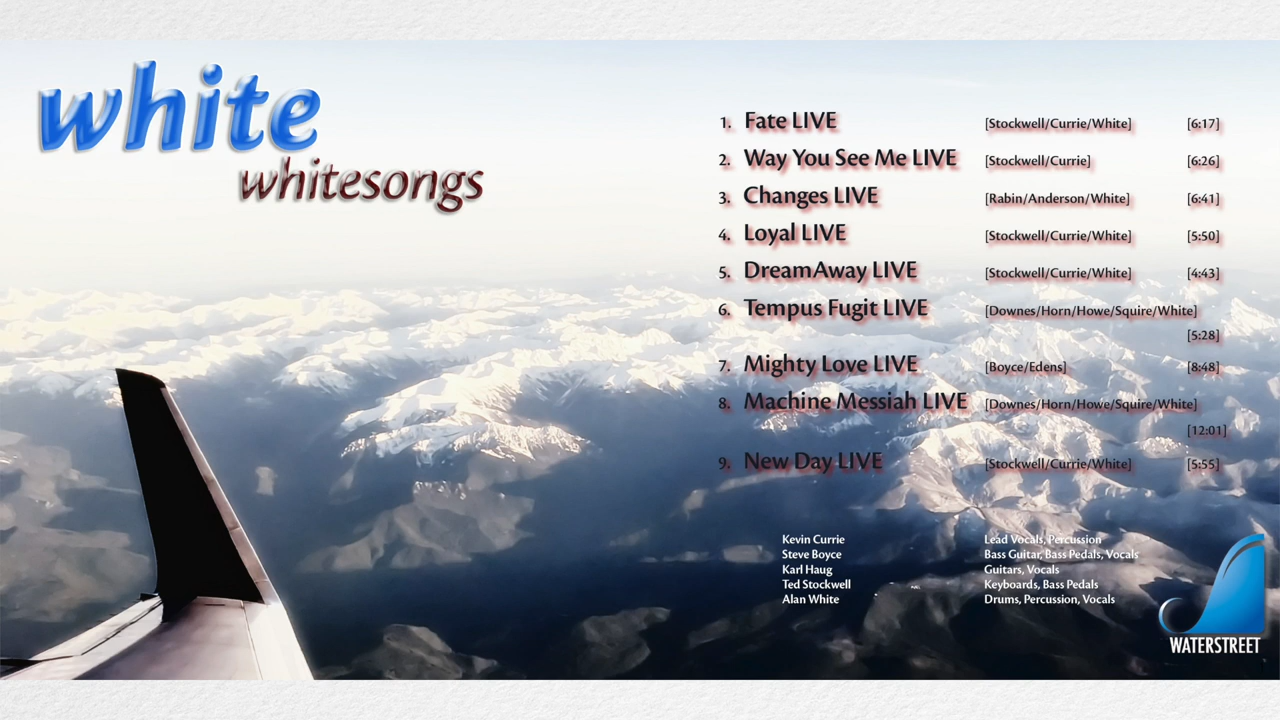 white
whitesongs
1. Fate LIVE [Stockwell/Currie/White] [6:17]
2. Way You See Me LIVE [Stockwell/Currie] [6:26]
3. Changes LIVE [Rabin/Anderson/White] [6:41]
4. Loyal LIVE [Stockwell/Currie/White] [5:50]
5. DreamAway LIVE [Stockwell/Currie/White] [4:43]
6. Tempus Fugit LIVE [Downes/Horn/Howe/Squire/White]
[5:28]
7. Mighty Love LIVE [Boyce/Edens] [8:48]
8. Machine Messiah LIVE [Downes/Horn/Howe/Squire/White]
[12:01]
9. New Day LIVE [Stockwell/Currie/White] [5:55]
Kevin Currie Lead Vocals, Percussion
Steve Boyce Bass Guitar, Bass Pedals, Vocals
Karl Haug Guitars, Vocals
Ted Stockwell Keyboards, Bass Pedals
Alan White Drums, Percussion, Vocals
WATERSTREET